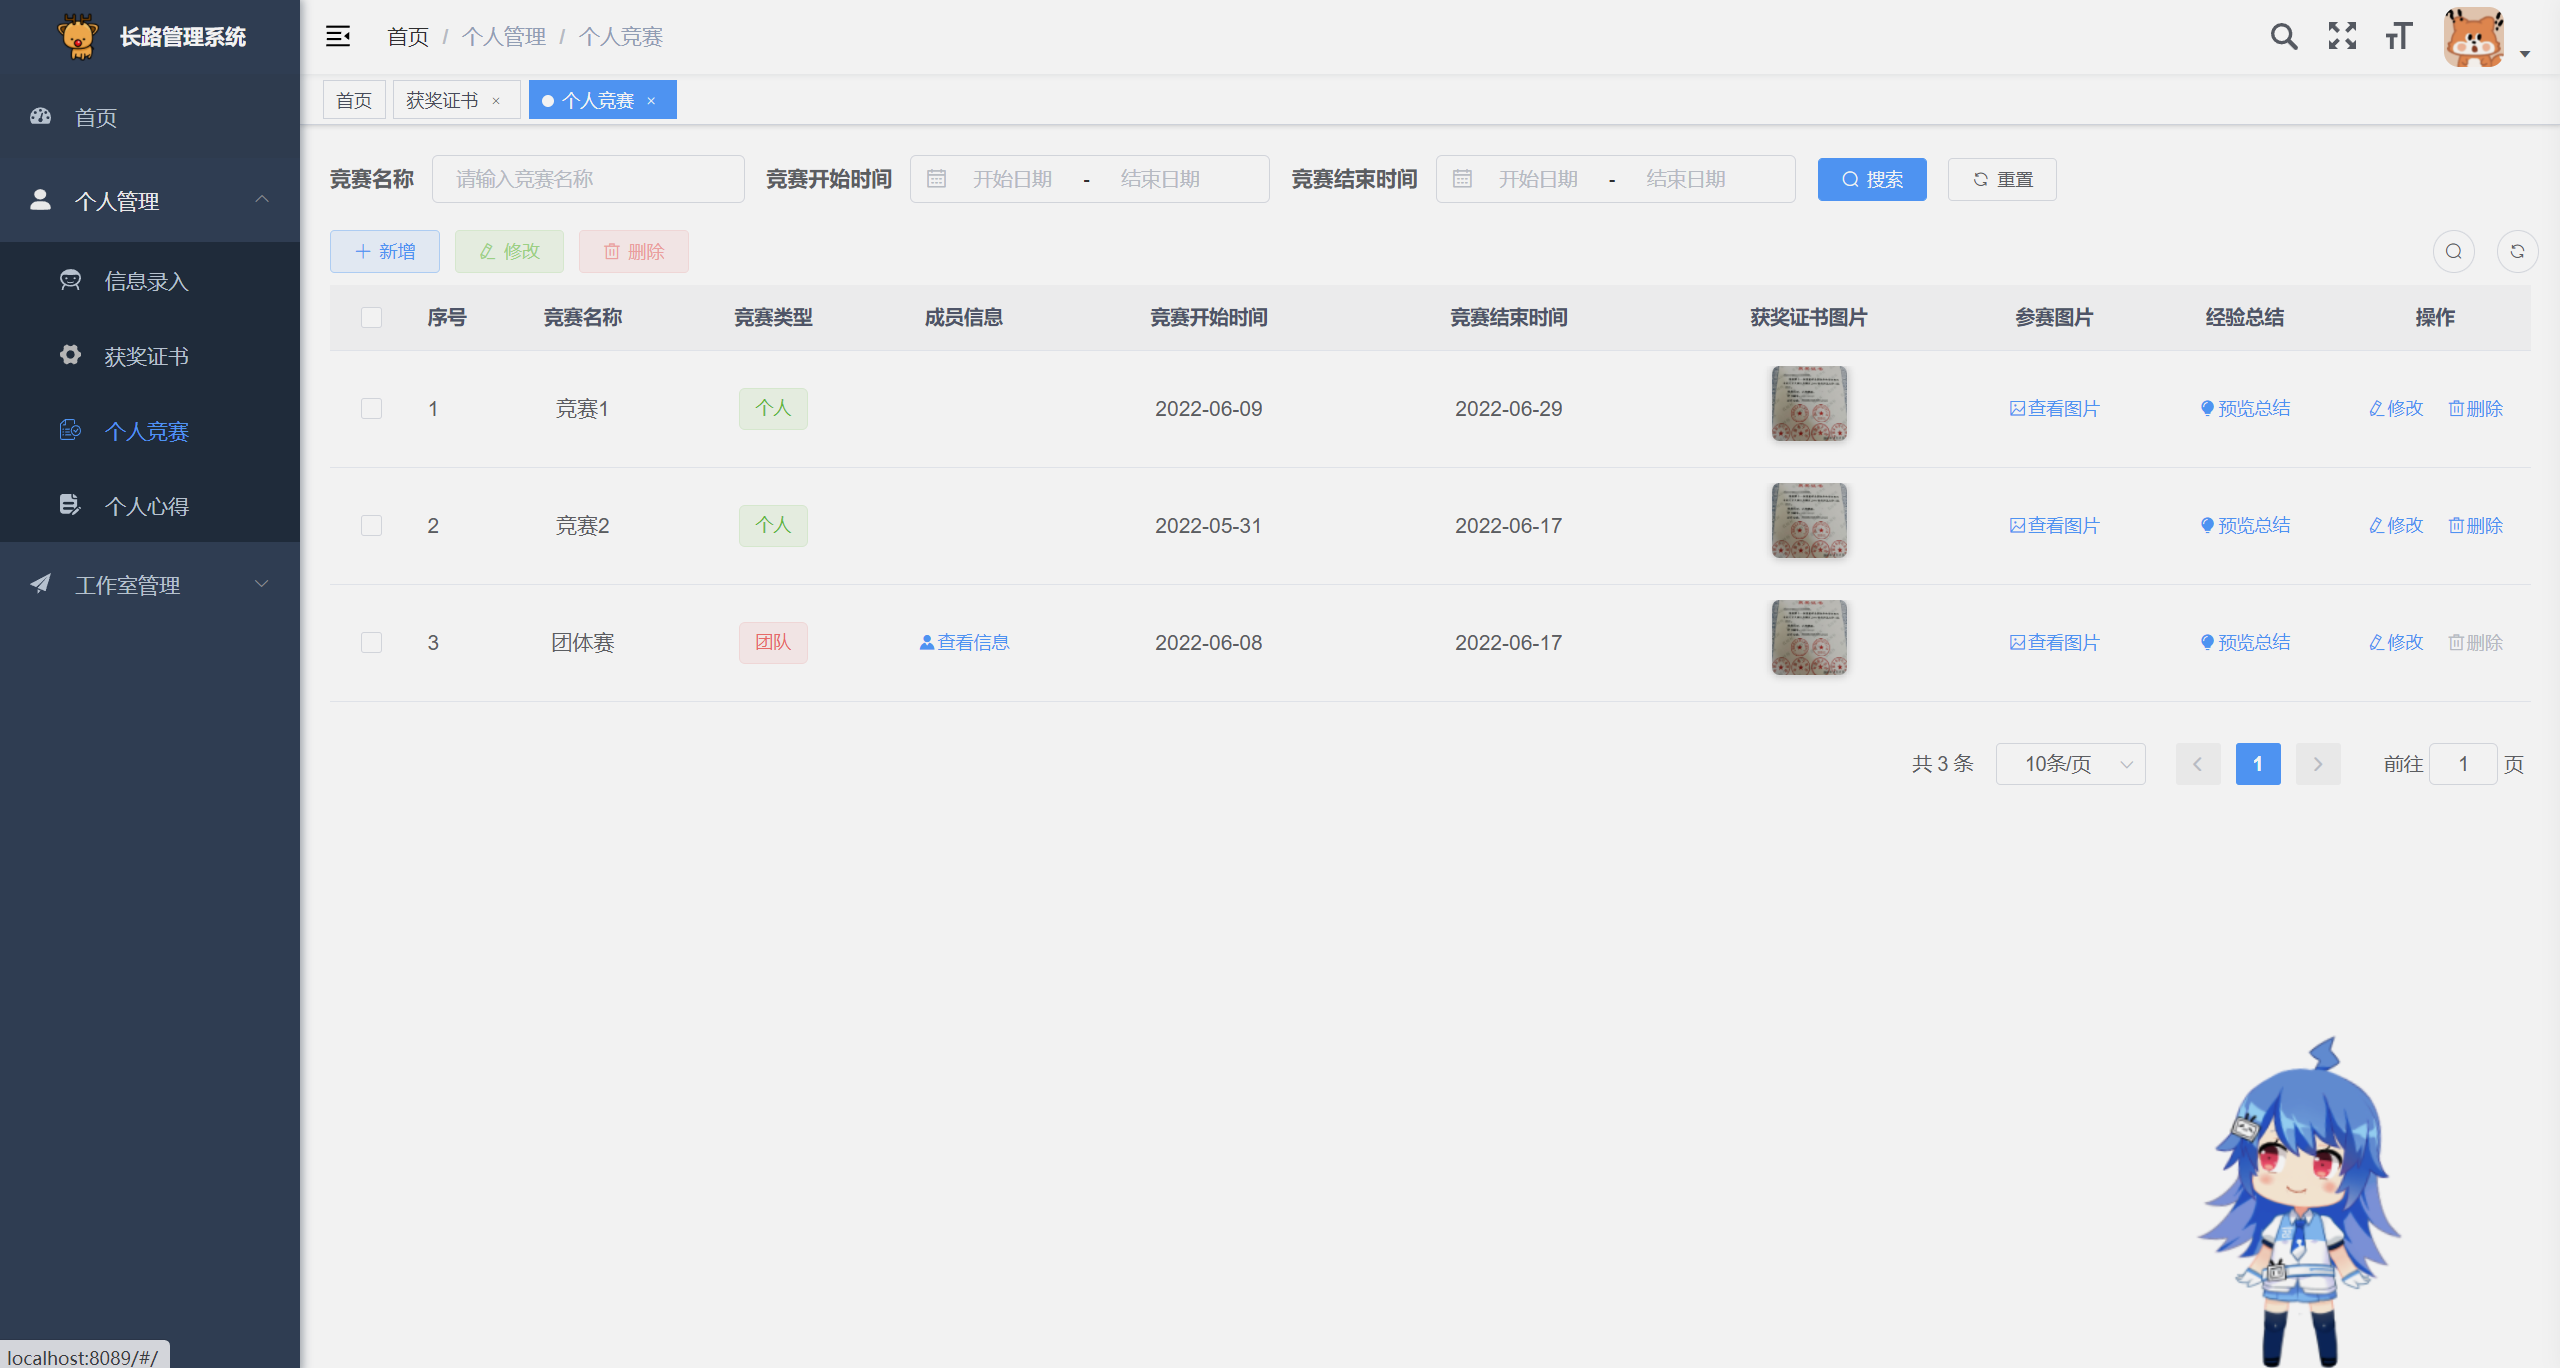 长路管理系统
首页 / 个人管理 / 个人竞赛
首页
获奖证书 ×
个人竞赛 ×
首页
个人管理
信息录入
获奖证书
个人竞赛
个人心得
工作室管理
竞赛名称 请输入竞赛名称 竞赛开始时间 开始日期 - 结束日期 竞赛结束时间 开始日期 - 结束日期 搜索 重置
新增 修改 删除
序号 竞赛名称 竞赛类型 成员信息 竞赛开始时间 竞赛结束时间 获奖证书图片 参赛图片 经验总结 操作
1 竞赛1 个人 2022-06-09 2022-06-29 查看图片 预览总结 修改 删除
2 竞赛2 个人 2022-05-31 2022-06-17 查看图片 预览总结 修改 删除
3 团体赛 团队 查看信息 2022-06-08 2022-06-17 查看图片 预览总结 修改 删除
共 3 条 10条/页 1 前往 1 页
localhost:8089/#/